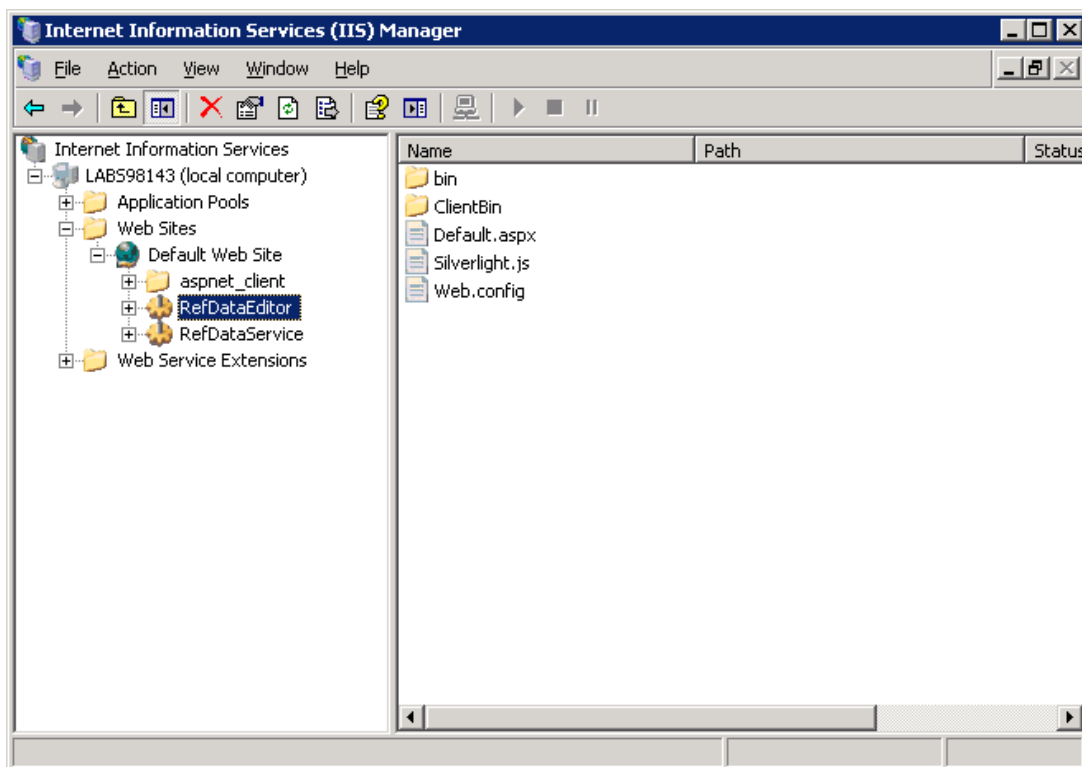 Internet Information Services (IIS) Manager
File Action View Window Help
Internet Information Services
LABS98143 (local computer)
Application Pools
Web Sites
Default Web Site
aspnet_client
RefDataEditor
RefDataService
Web Service Extensions
Name Path Status
bin
ClientBin
Default.aspx
Silverlight.js
Web.config